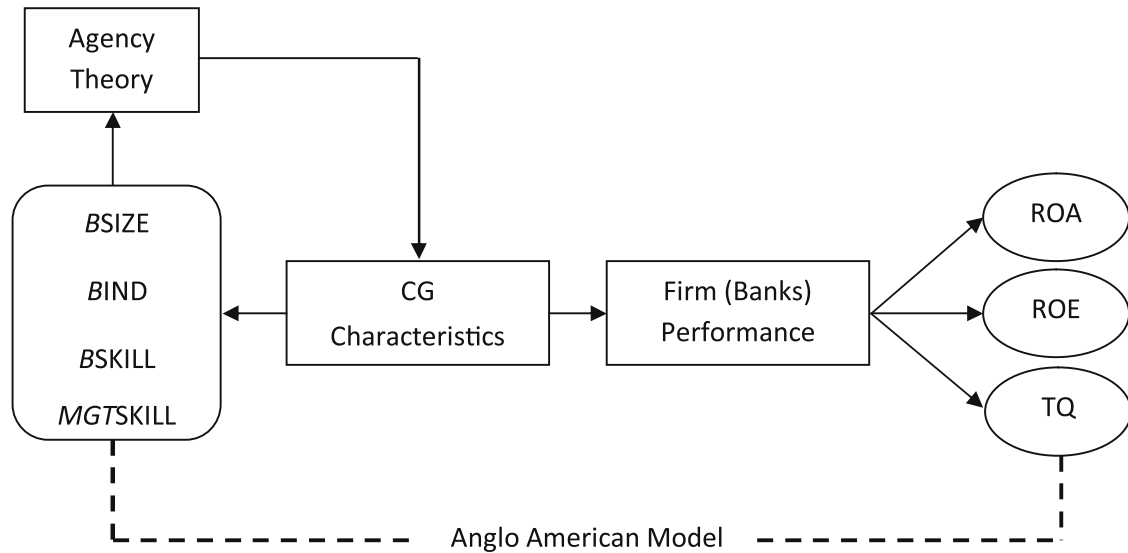 Agency
Theory
BSIZE
BIND
BSKILL
MGTSKILL
CG
Characteristics
Firm (Banks)
Performance
ROA
ROE
TQ
Anglo American Model